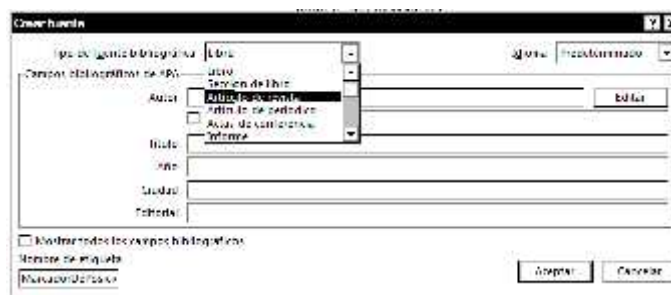 Crear fuente
Tipo de fuente bibliográfica Libro Idioma Predeterminado
Campos bibliográficos de APA
Libro
Sección de libro
Autor Artículo de revista Editar
Artículo de periódico
Actas de conferencia
Informe
Título
Año
Ciudad
Editorial
Mostrar todos los campos bibliográficos
Nombre de etiqueta
MarcadorDePosic
Aceptar Cancelar